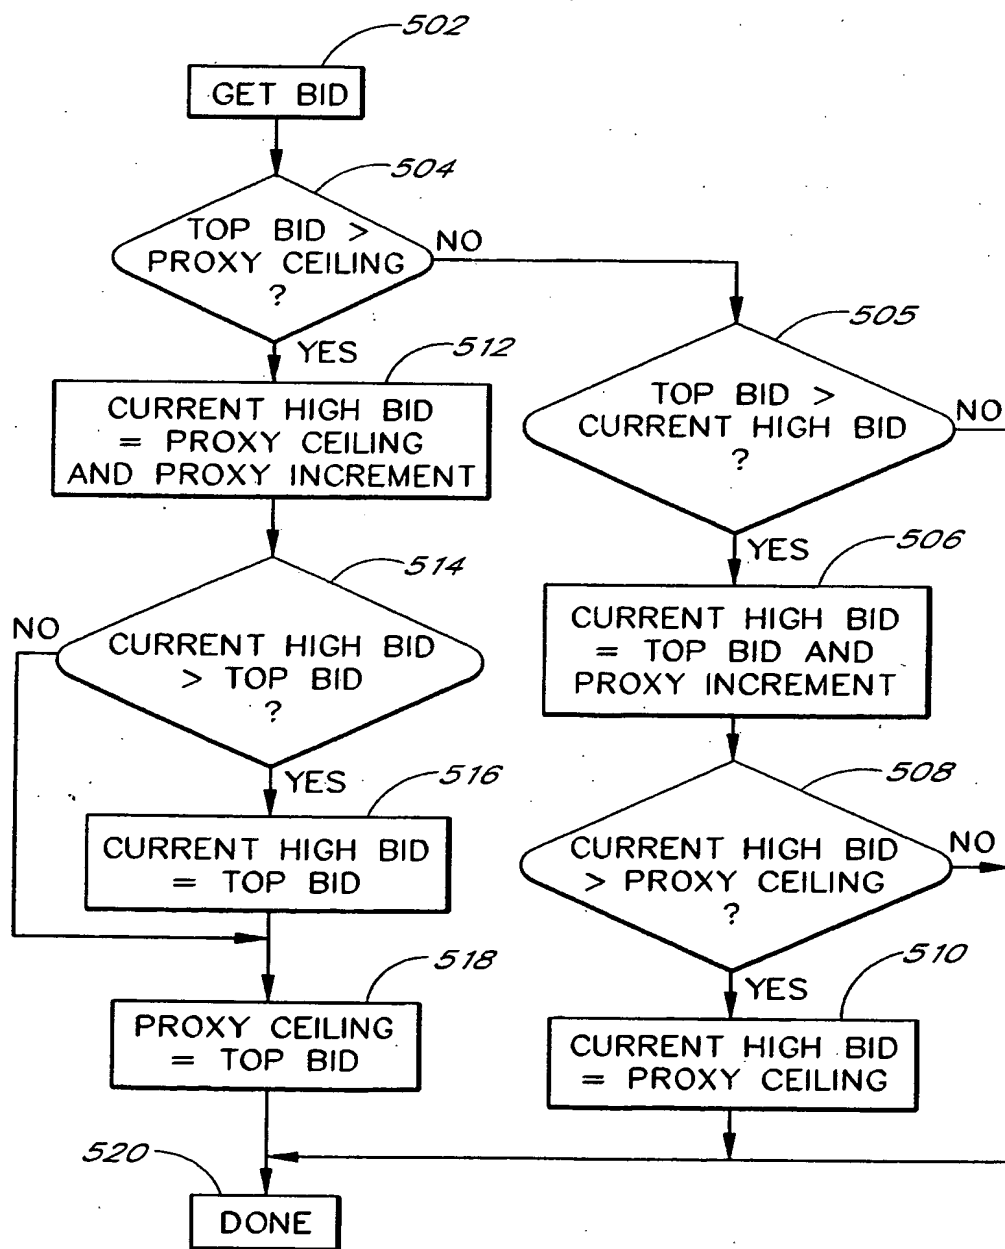 502
GET BID
504
TOP BID >
PROXY CEILING
?
NO
YES
512
CURRENT HIGH BID
= PROXY CEILING
AND PROXY INCREMENT
514
NO
CURRENT HIGH BID
> TOP BID
?
YES
516
CURRENT HIGH BID
= TOP BID
518
PROXY CEILING
= TOP BID
520
DONE
505
TOP BID >
CURRENT HIGH BID
?
NO
YES
506
CURRENT HIGH BID
= TOP BID AND
PROXY INCREMENT
508
CURRENT HIGH BID
> PROXY CEILING
?
NO
YES
510
CURRENT HIGH BID
= PROXY CEILING